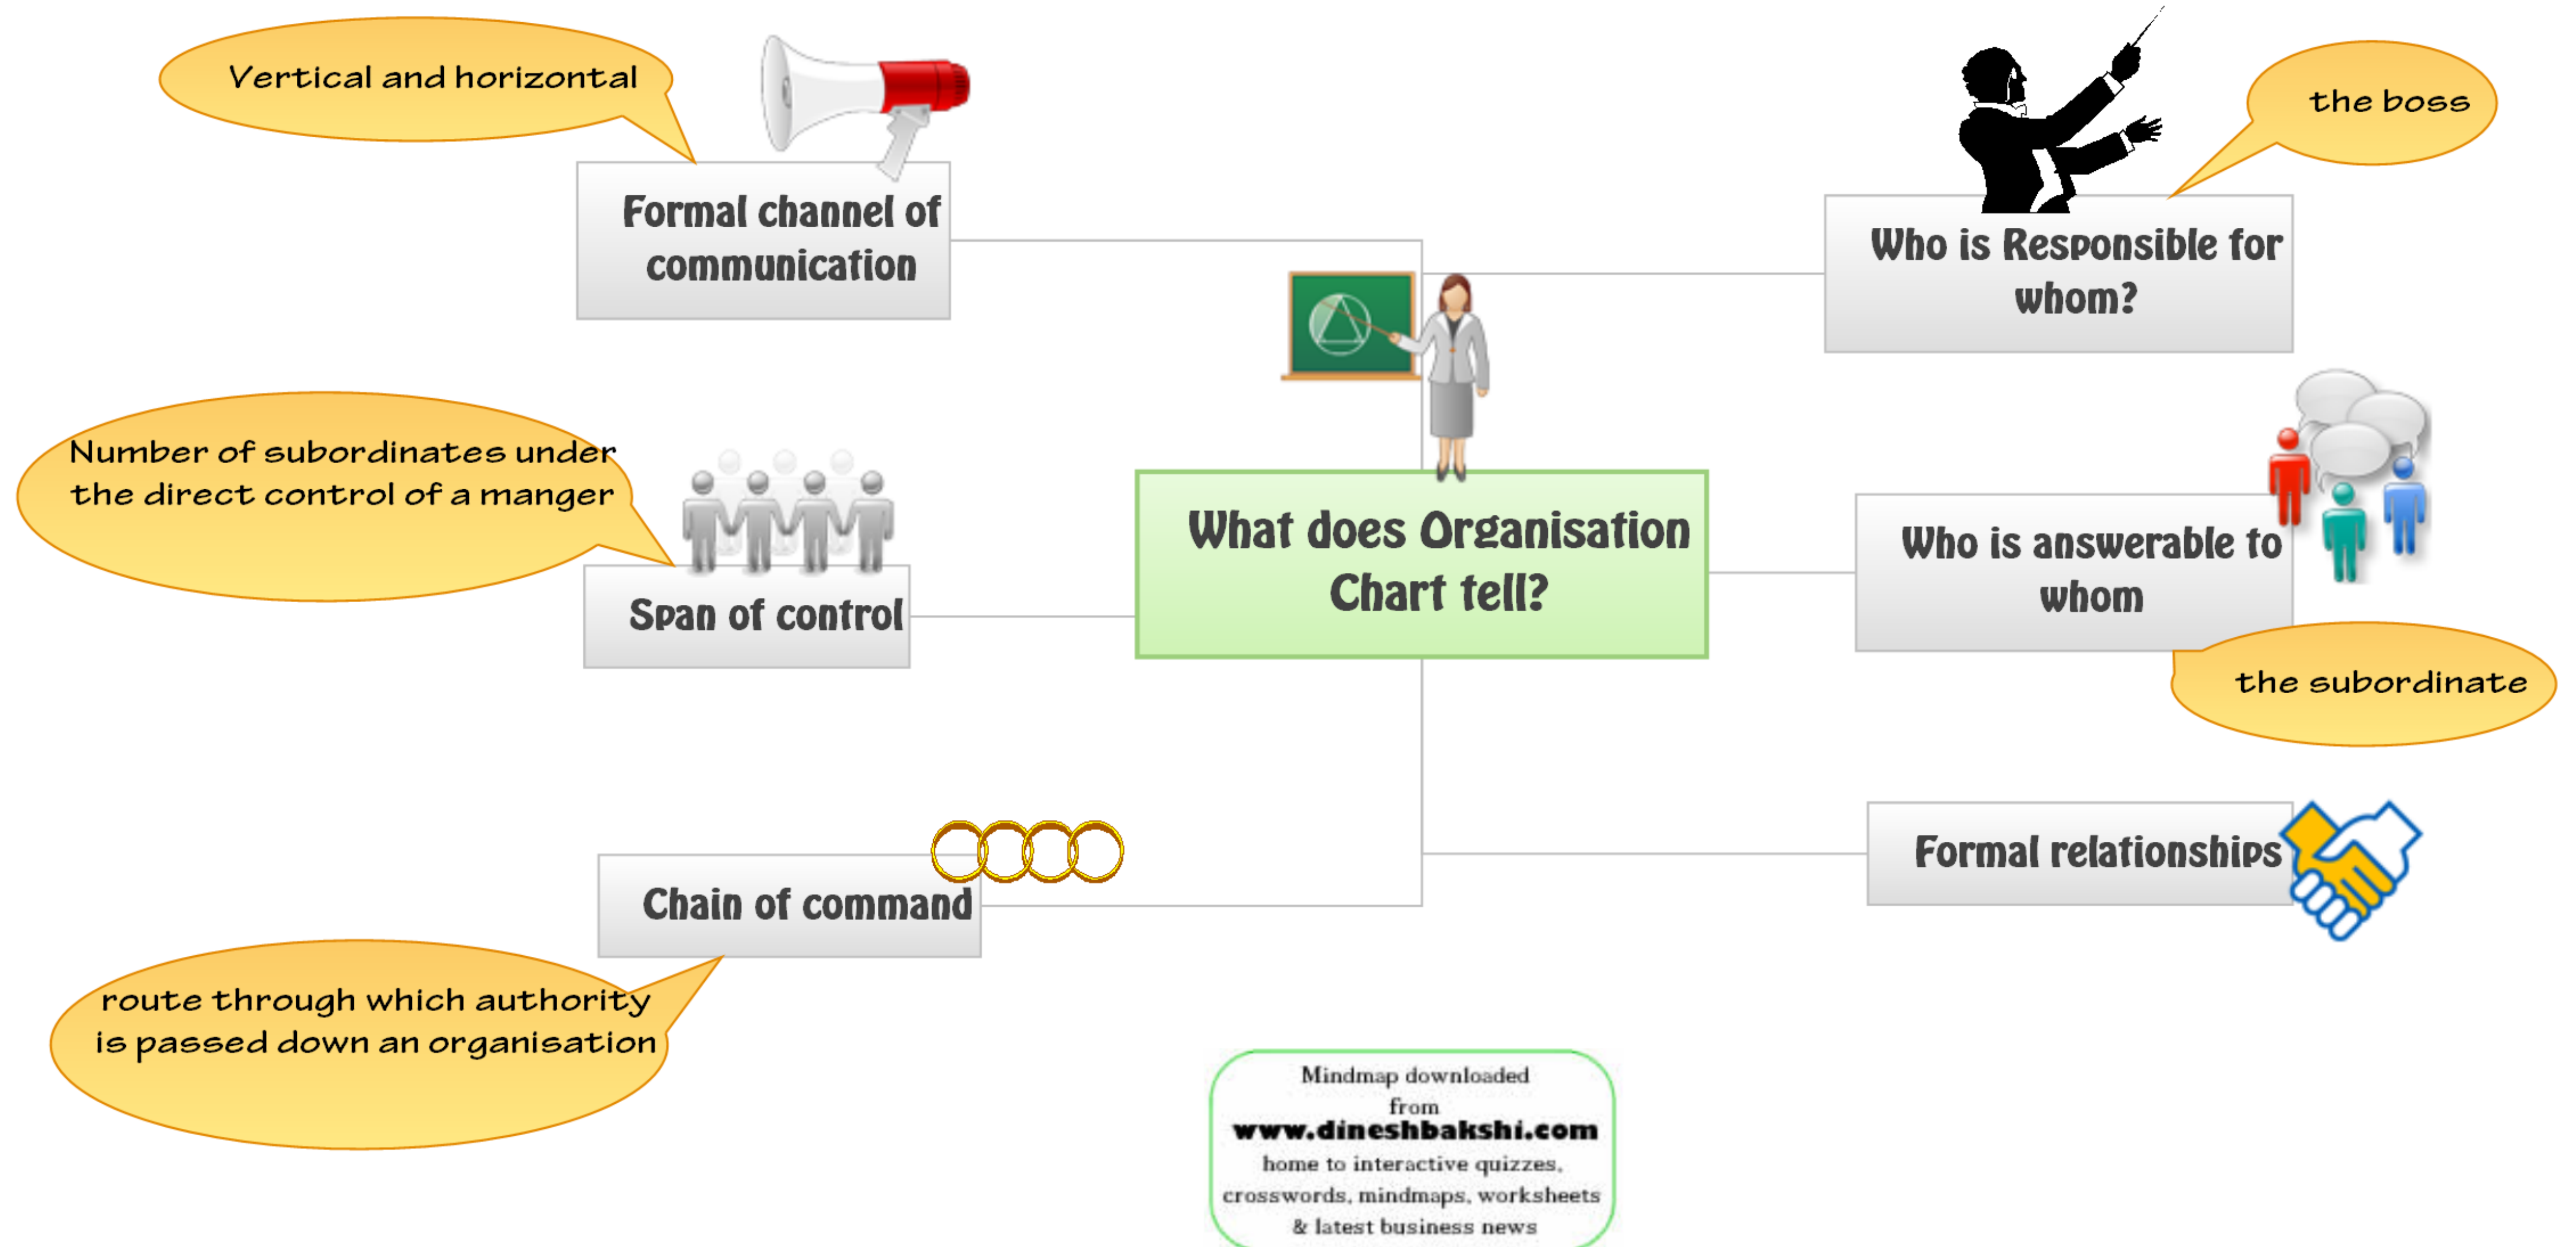 Vertical and horizontal
Formal channel of
communication
Number of subordinates under
the direct control of a manger
Span of control
Chain of command
route through which authority
is passed down an organisation
What does Organisation
Chart tell?
the boss
Who is Responsible for
whom?
Who is answerable to
whom
the subordinate
Formal relationships
Mindmap downloaded
from
www.dineshbakshi.com
home to interactive quizzes,
crosswords, mindmaps, worksheets
& latest business news